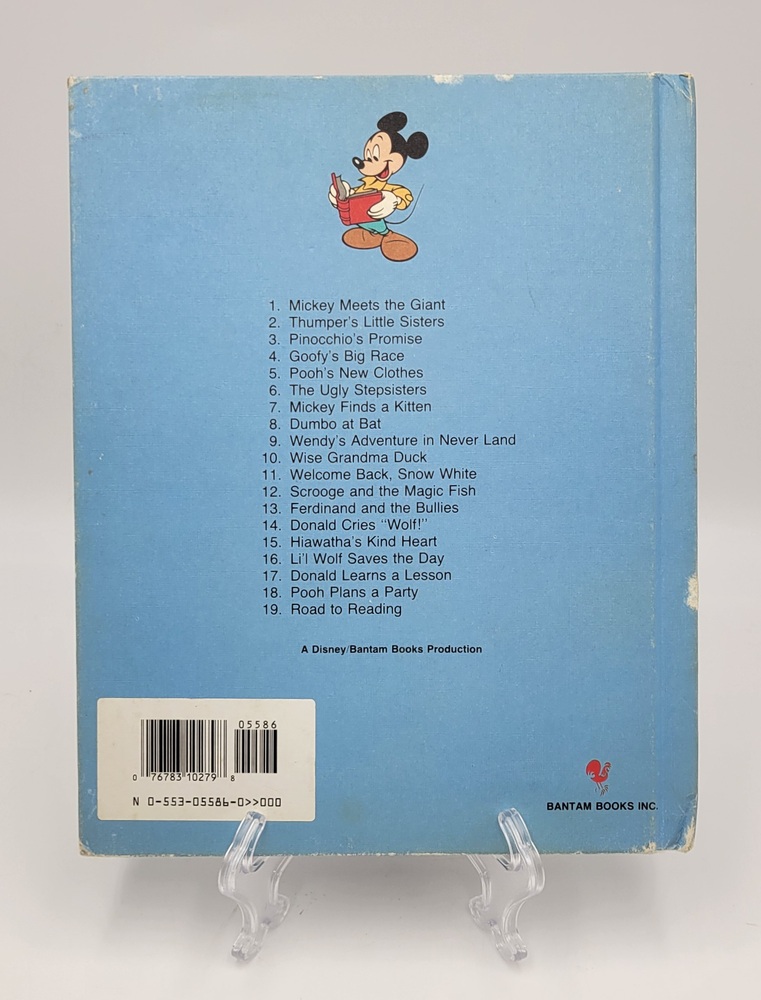 1. Mickey Meets the Giant
2. Thumper's Little Sisters
3. Pinocchio's Promise
4. Goofy's Big Race
5. Pooh's New Clothes
6. The Ugly Stepsisters
7. Mickey Finds a Kitten
8. Dumbo at Bat
9. Wendy's Adventure in Never Land
10. Wise Grandma Duck
11. Welcome Back, Snow White
12. Scrooge and the Magic Fish
13. Ferdinand and the Bullies
14. Donald Cries "Wolf!"
15. Hiawatha's Kind Heart
16. Li'l Wolf Saves the Day
17. Donald Learns a Lesson
18. Pooh Plans a Party
19. Road to Reading
A Disney/Bantam Books Production
05586
0 76783 10279 8
N 0-553-05586-0>>000
BANTAM BOOKS INC.